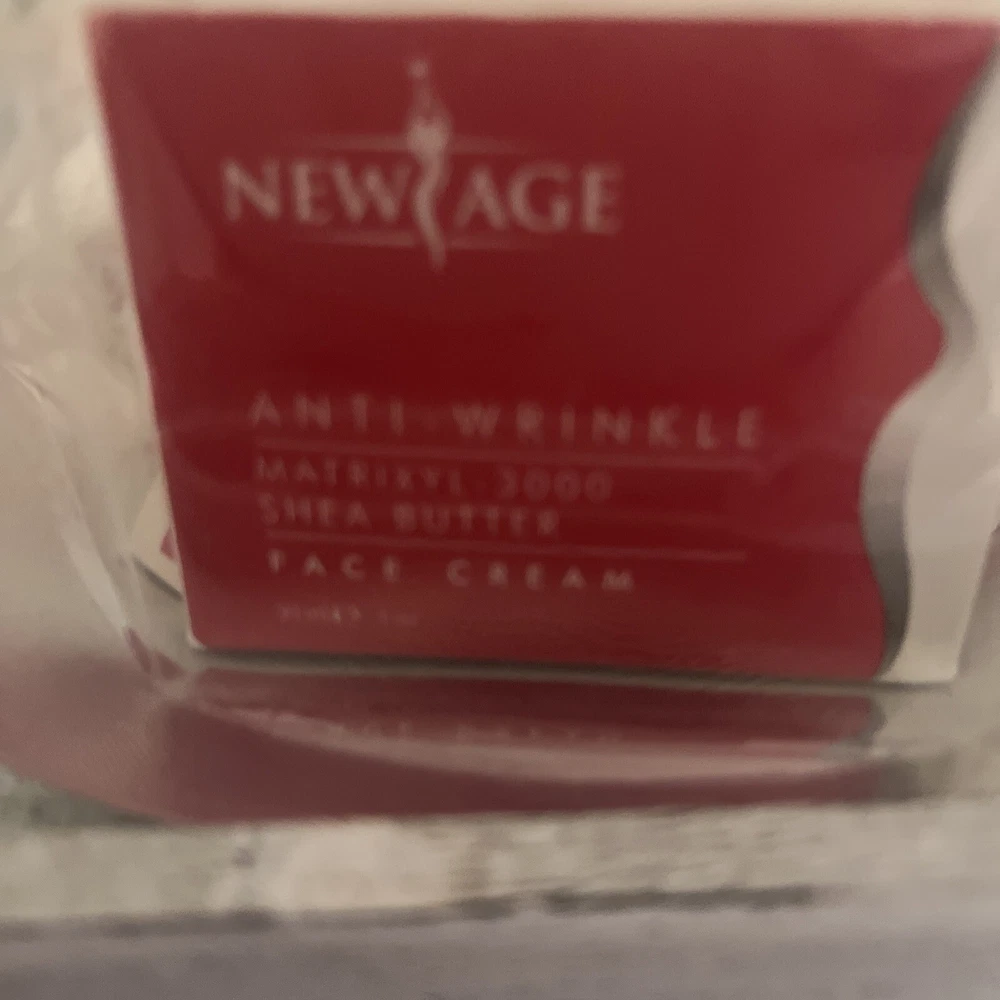 NEW AGE
ANTI-WRINKLE
MATRIXYL 3000
SHEA BUTTER
FACE CREAM